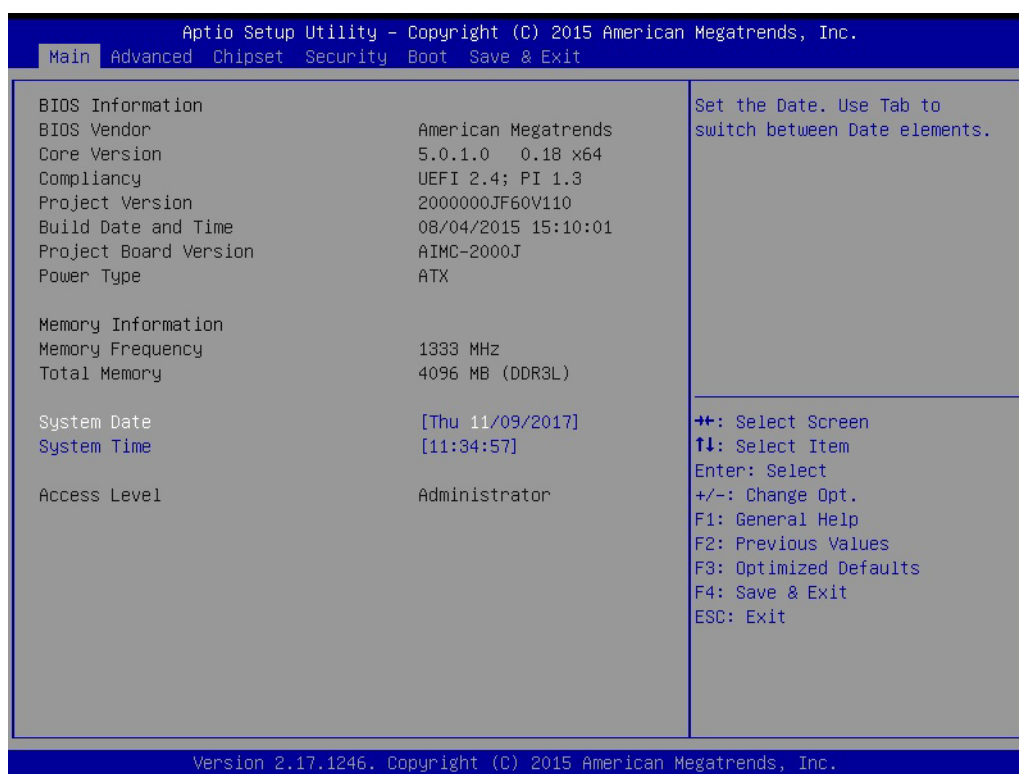 Aptio Setup Utility – Copyright (C) 2015 American Megatrends, Inc.
Main Advanced Chipset Security Boot Save & Exit
BIOS Information
BIOS Vendor American Megatrends
Core Version 5.0.1.0 0.18 x64
Compliancy UEFI 2.4; PI 1.3
Project Version 2000000JF60V110
Build Date and Time 08/04/2015 15:10:01
Project Board Version AIMC-2000J
Power Type ATX
Memory Information
Memory Frequency 1333 MHz
Total Memory 4096 MB (DDR3L)
System Date [Thu 11/09/2017]
System Time [11:34:57]
Access Level Administrator
Set the Date. Use Tab to
switch between Date elements.
→←: Select Screen
↑↓: Select Item
Enter: Select
+/-: Change Opt.
F1: General Help
F2: Previous Values
F3: Optimized Defaults
F4: Save & Exit
ESC: Exit
Version 2.17.1246. Copyright (C) 2015 American Megatrends, Inc.